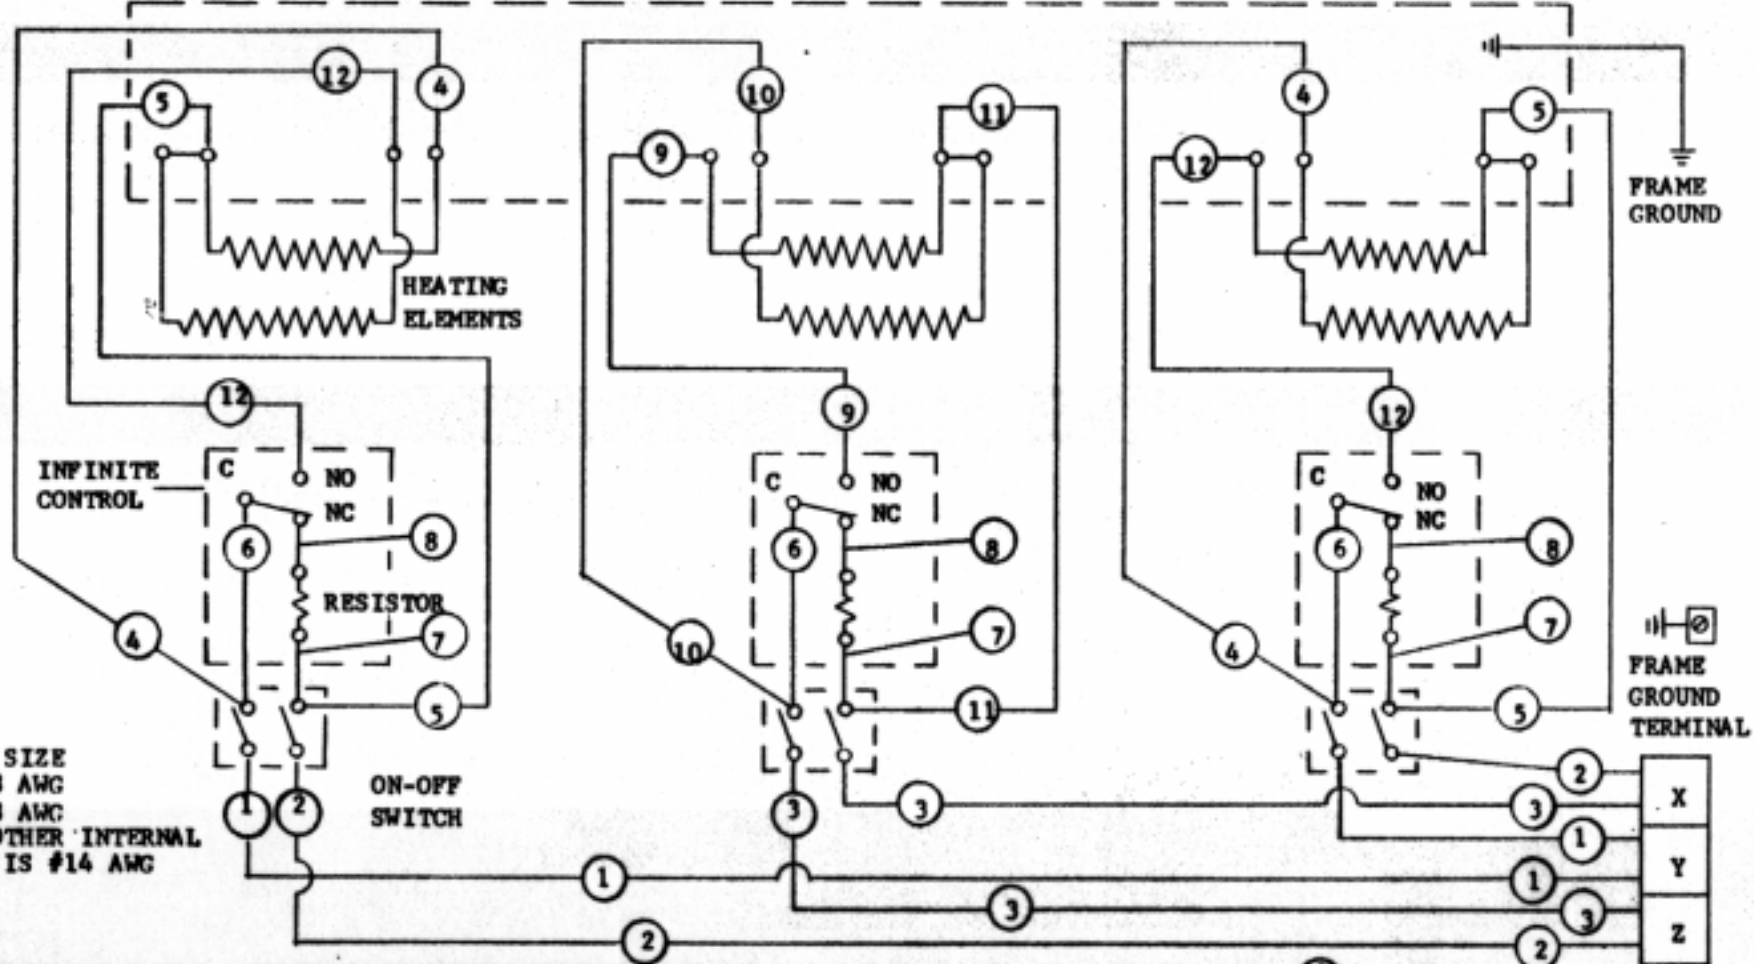 12
4
5
10
11
9
4
5
12
FRAME
GROUND
HEATING
ELEMENTS
12
9
12
INFINITE
CONTROL
C
NO
NC
6
8
RESISTOR
7
4
5
C
NO
NC
6
8
7
10
11
C
NO
NC
6
8
7
4
5
FRAME
GROUND
TERMINAL
SIZE
AWG
AWG
OTHER INTERNAL
IS #14 AWG
ON-OFF
SWITCH
1
2
3
3
2
3
1
1
1
3
3
2
2
X
Y
Z